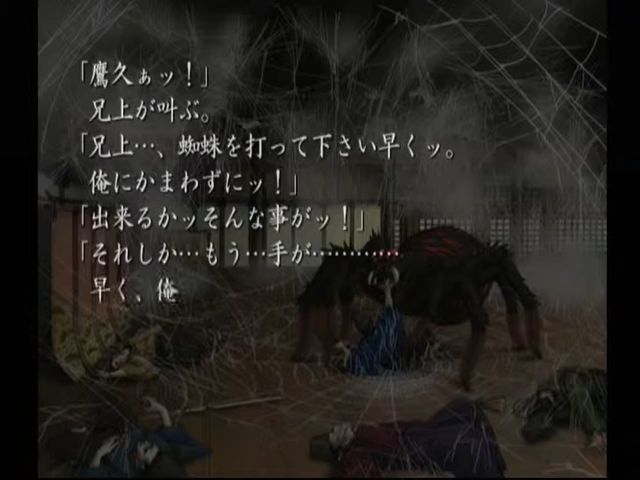 「鷹久ぁッ！」
兄上が叫ぶ。
「兄上…、蜘蛛を打って下さい早くッ。
俺にかまわずにッ！」
「出来るかッそんな事がッ！」
「それしか…もう…手が…………
早く、俺